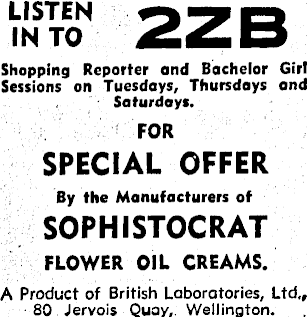 LISTEN
IN TO 2ZB
Shopping Reporter and Bachelor Girl
Sessions on Tuesdays, Thursdays and
Saturdays.
FOR
SPECIAL OFFER
By the Manufacturers of
SOPHISTOCRAT
FLOWER OIL CREAMS.
A Product of British Laboratories, Ltd.,
80 Jervois Quay, Wellington.